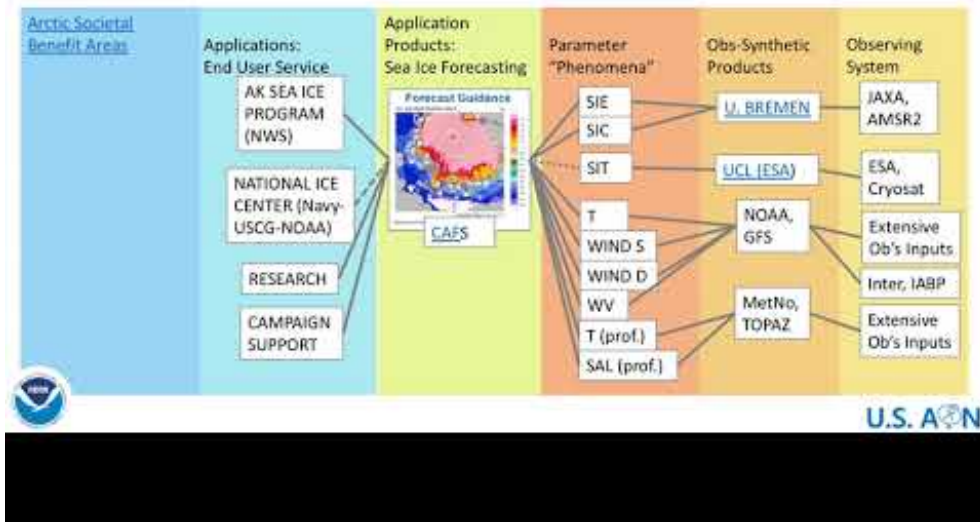 Arctic Societal
Benefit Areas
Applications:
End User Service
AK SEA ICE
PROGRAM
(NWS)
NATIONAL ICE
CENTER (Navy-
USCG-NOAA)
RESEARCH
CAMPAIGN
SUPPORT
Application
Products:
Sea Ice Forecasting
Forecast Guidance
CAFS
Parameter
"Phenomena"
SIE
SIC
SIT
T
WIND S
WIND D
WV
T (prof.)
SAL (prof.)
Obs-Synthetic
Products
U. BREMEN
UCL (ESA)
NOAA,
GFS
MetNo,
TOPAZ
Observing
System
JAXA,
AMSR2
ESA,
Cryosat
Extensive
Ob's Inputs
Inter, IABP
Extensive
Ob's Inputs
U.S. AON